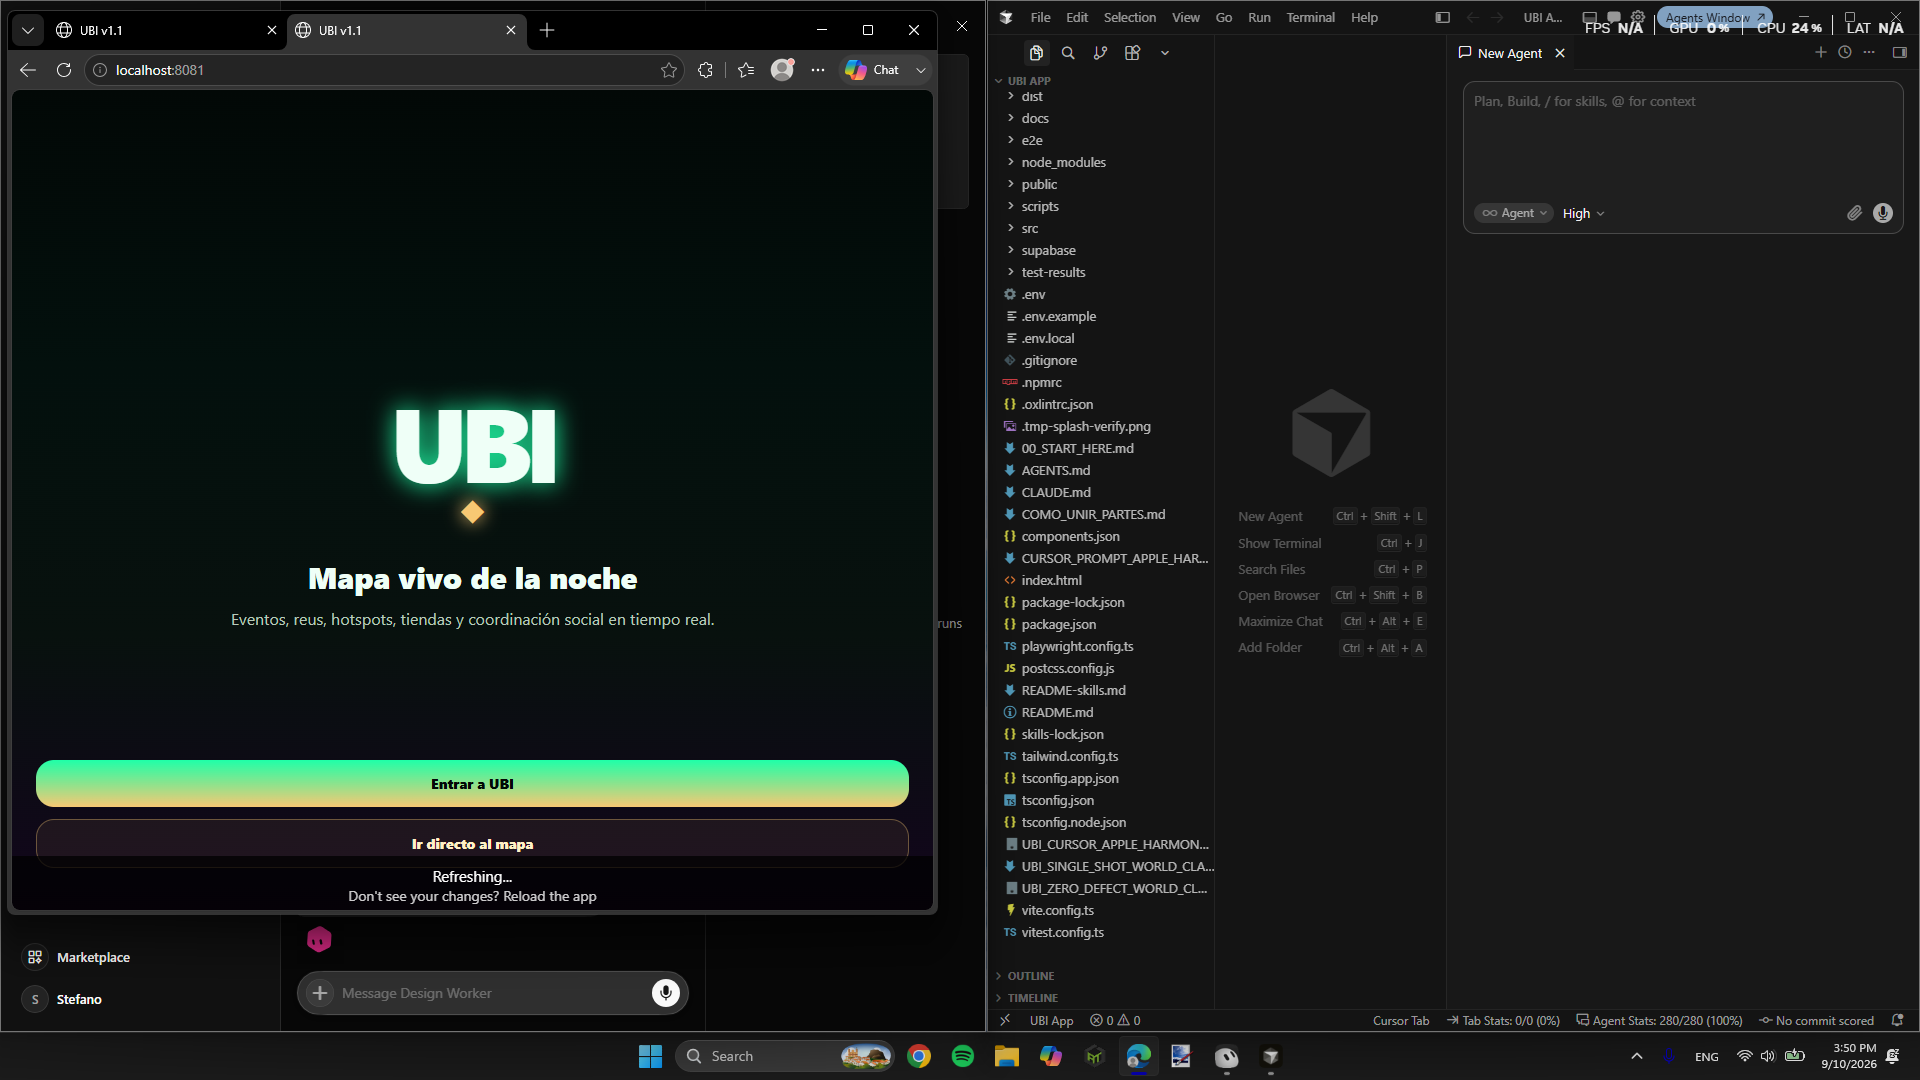 UBI v1.1
UBI v1.1
localhost:8081
Chat
UBI
Mapa vivo de la noche
Eventos, reus, hotspots, tiendas y coordinación social en tiempo real.
Entrar a UBI
Ir directo al mapa
Refreshing...
Don't see your changes? Reload the app
runs
Marketplace
S Stefano
Message Design Worker
File Edit Selection View Go Run Terminal Help
UBI A...
Agents Window
FPS N/A GPU 0 % CPU 24 % LAT N/A
UBI APP
dist
docs
e2e
node_modules
public
scripts
src
supabase
test-results
.env
.env.example
.env.local
.gitignore
.npmrc
.oxlintrc.json
.tmp-splash-verify.png
00_START_HERE.md
AGENTS.md
CLAUDE.md
COMO_UNIR_PARTES.md
components.json
CURSOR_PROMPT_APPLE_HAR...
index.html
package-lock.json
package.json
TS playwright.config.ts
JS postcss.config.js
README-skills.md
README.md
skills-lock.json
TS tailwind.config.ts
tsconfig.app.json
tsconfig.json
tsconfig.node.json
UBI_CURSOR_APPLE_HARMON...
UBI_SINGLE_SHOT_WORLD_CLA...
UBI_ZERO_DEFECT_WORLD_CL...
vite.config.ts
TS vitest.config.ts
OUTLINE
TIMELINE
New Agent Ctrl + Shift + L
Show Terminal Ctrl + J
Search Files Ctrl + P
Open Browser Ctrl + Shift + B
Maximize Chat Ctrl + Alt + E
Add Folder Ctrl + Alt + A
New Agent
Plan, Build, / for skills, @ for context
Agent High
UBI App 0 0
Cursor Tab Tab Stats: 0/0 (0%) Agent Stats: 280/280 (100%) No commit scored
Search
ENG
3:50 PM
9/10/2026